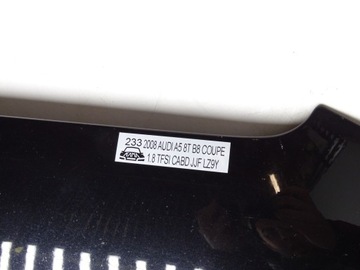 233 2008 AUDI A5 8T B8 COUPE
1.8 TFSI CABD JJF LZ9Y